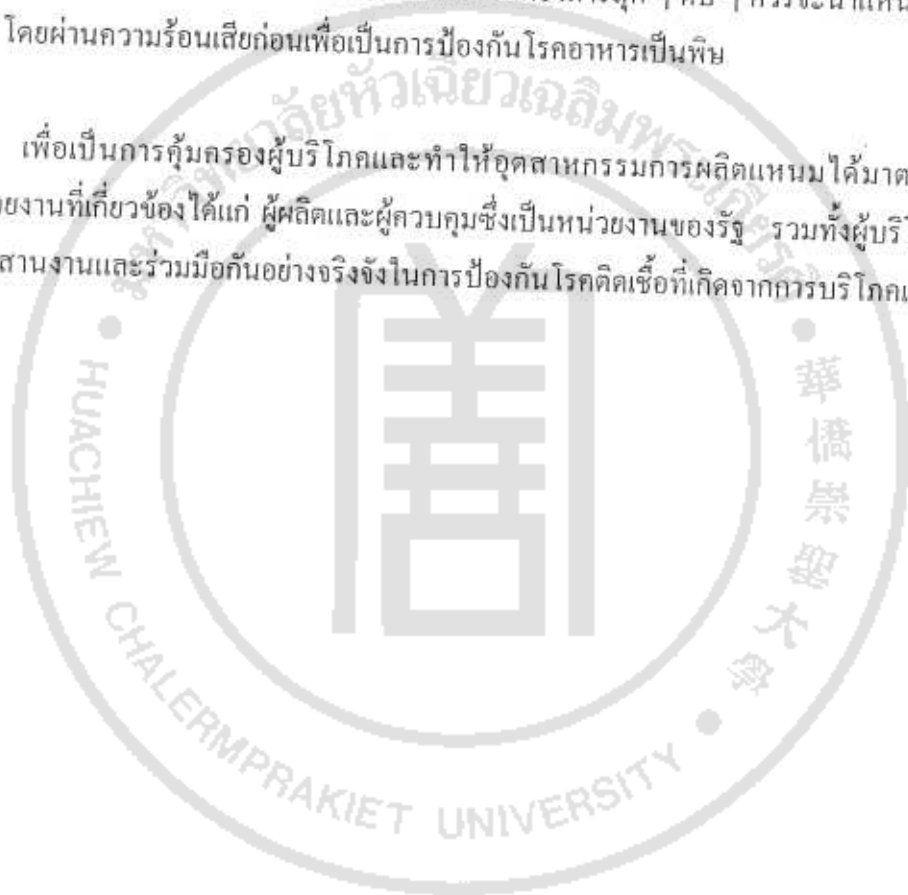 โดยผ่านความร้อนเสียก่อนเพื่อเป็นการป้องกันโรคอาหารเป็นพิษ
เพื่อเป็นการคุ้มครองผู้บริโภคและทำให้อุตสาหกรรมการผลิตแหนมได้มาต
ยงานที่เกี่ยวข้องได้แก่ ผู้ผลิตและผู้ควบคุมซึ่งเป็นหน่วยงานของรัฐ รวมทั้งผู้บริ
สานงานและร่วมมือกันอย่างจริงจังในการป้องกันโรคติดเชื้อที่เกิดจากการบริโภค
มหาวิทยาลัยหัวเฉียวเฉลิมพระเกียรติ
華僑崇聖大學
HUACHIEW CHALERMPRAKIET UNIVERSITY